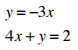 y = −3x
4x + y = 2